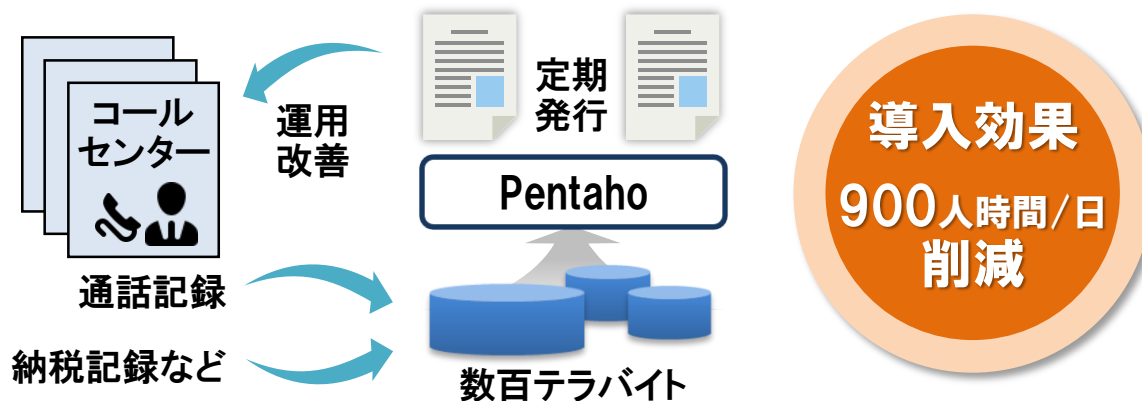 コール
センター
運用
改善
定期
発行
Pentaho
通話記録
納税記録など
数百テラバイト
導入効果
900人時間/日
削減